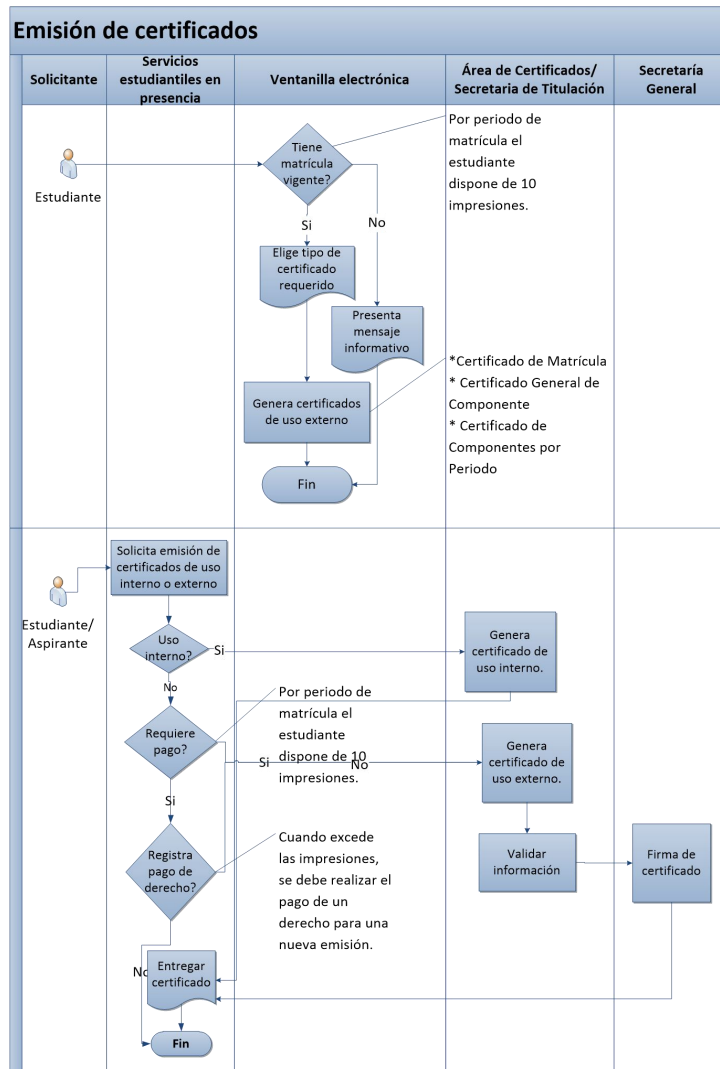 Emisión de certificados
Solicitante
Servicios
estudiantiles en
presencia
Ventanilla electrónica
Área de Certificados/
Secretaria de Titulación
Secretaría
General
Estudiante
Tiene
matrícula
vigente?
Por periodo de
matrícula el
estudiante
dispone de 10
impresiones.
Si
No
Elige tipo de
certificado
requerido
Presenta
mensaje
informativo
Genera certificados
de uso externo
*Certificado de Matrícula
* Certificado General de
Componente
* Certificado de
Componentes por
Periodo
Fin
Estudiante/
Aspirante
Solicita emisión de
certificados de uso
interno o externo
Uso
interno?
Si
Genera
certificado de
uso interno.
No
Requiere
pago?
Por periodo de
matrícula el
estudiante
dispone de 10
impresiones.
Si
No
Genera
certificado de
uso externo.
Si
Registra
pago de
derecho?
Cuando excede
las impresiones,
se debe realizar el
pago de un
derecho para una
nueva emisión.
Validar
información
Firma de
certificado
No
Entregar
certificado
Fin